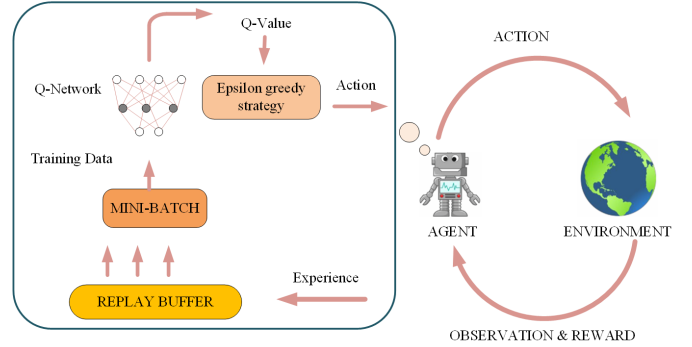 Q-Value
ACTION
Q-Network
Epsilon greedy
strategy
Action
Training Data
MINI-BATCH
AGENT
ENVIRONMENT
Experience
REPLAY BUFFER
OBSERVATION & REWARD